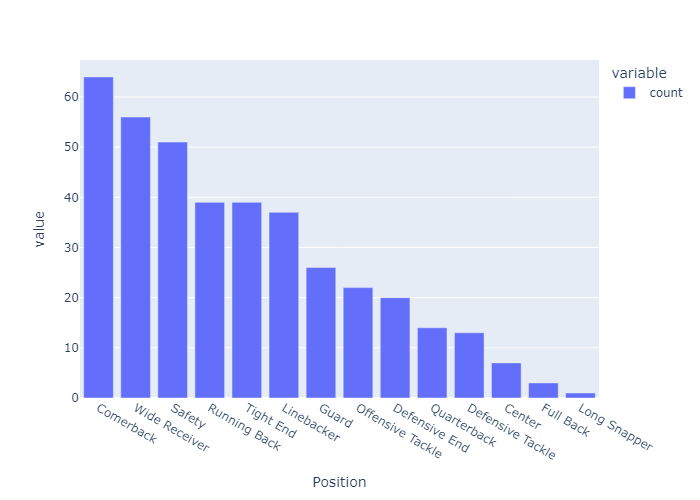 variable
count
60
50
40
30
20
10
0
value
Cornerback
Wide Receiver
Safety
Running Back
Tight End
Linebacker
Guard
Offensive Tackle
Defensive End
Quarterback
Defensive Tackle
Center
Full Back
Long Snapper
Position